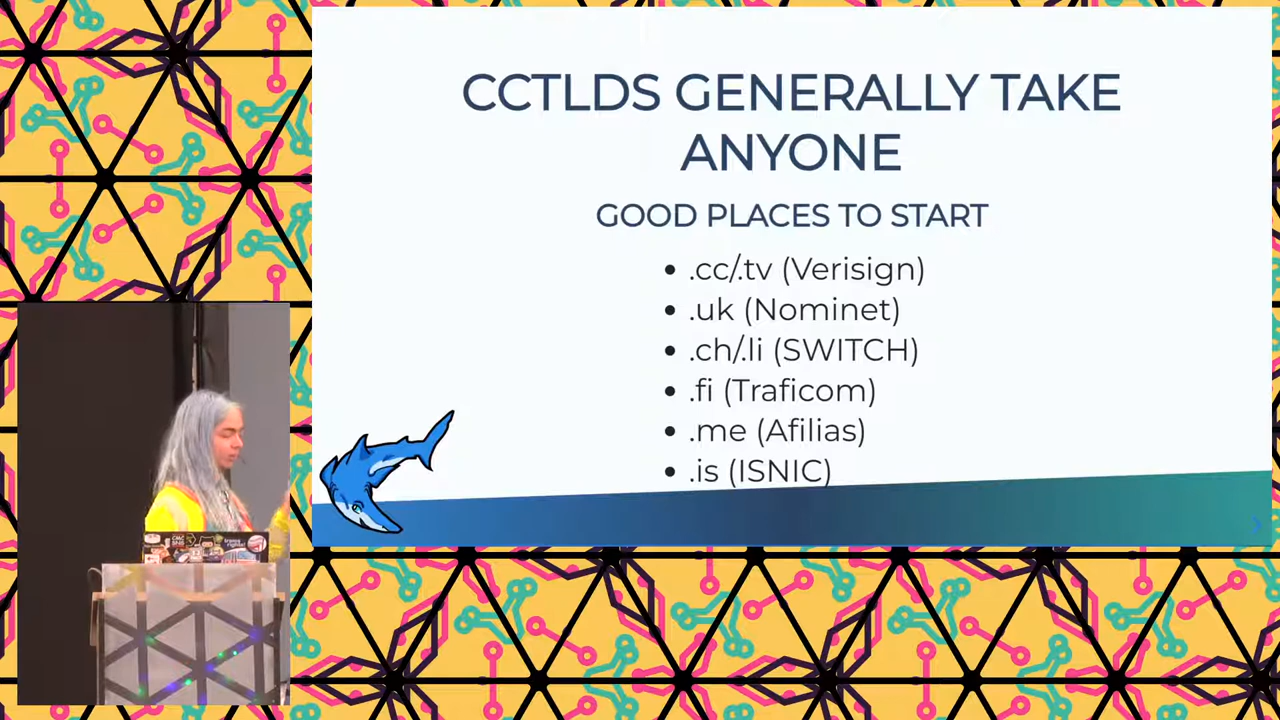 CCTLDS GENERALLY TAKE
ANYONE
GOOD PLACES TO START
.cc/.tv (Verisign)
.uk (Nominet)
.ch/.li (SWITCH)
.fi (Traficom)
.me (Afilias)
.is (ISNIC)